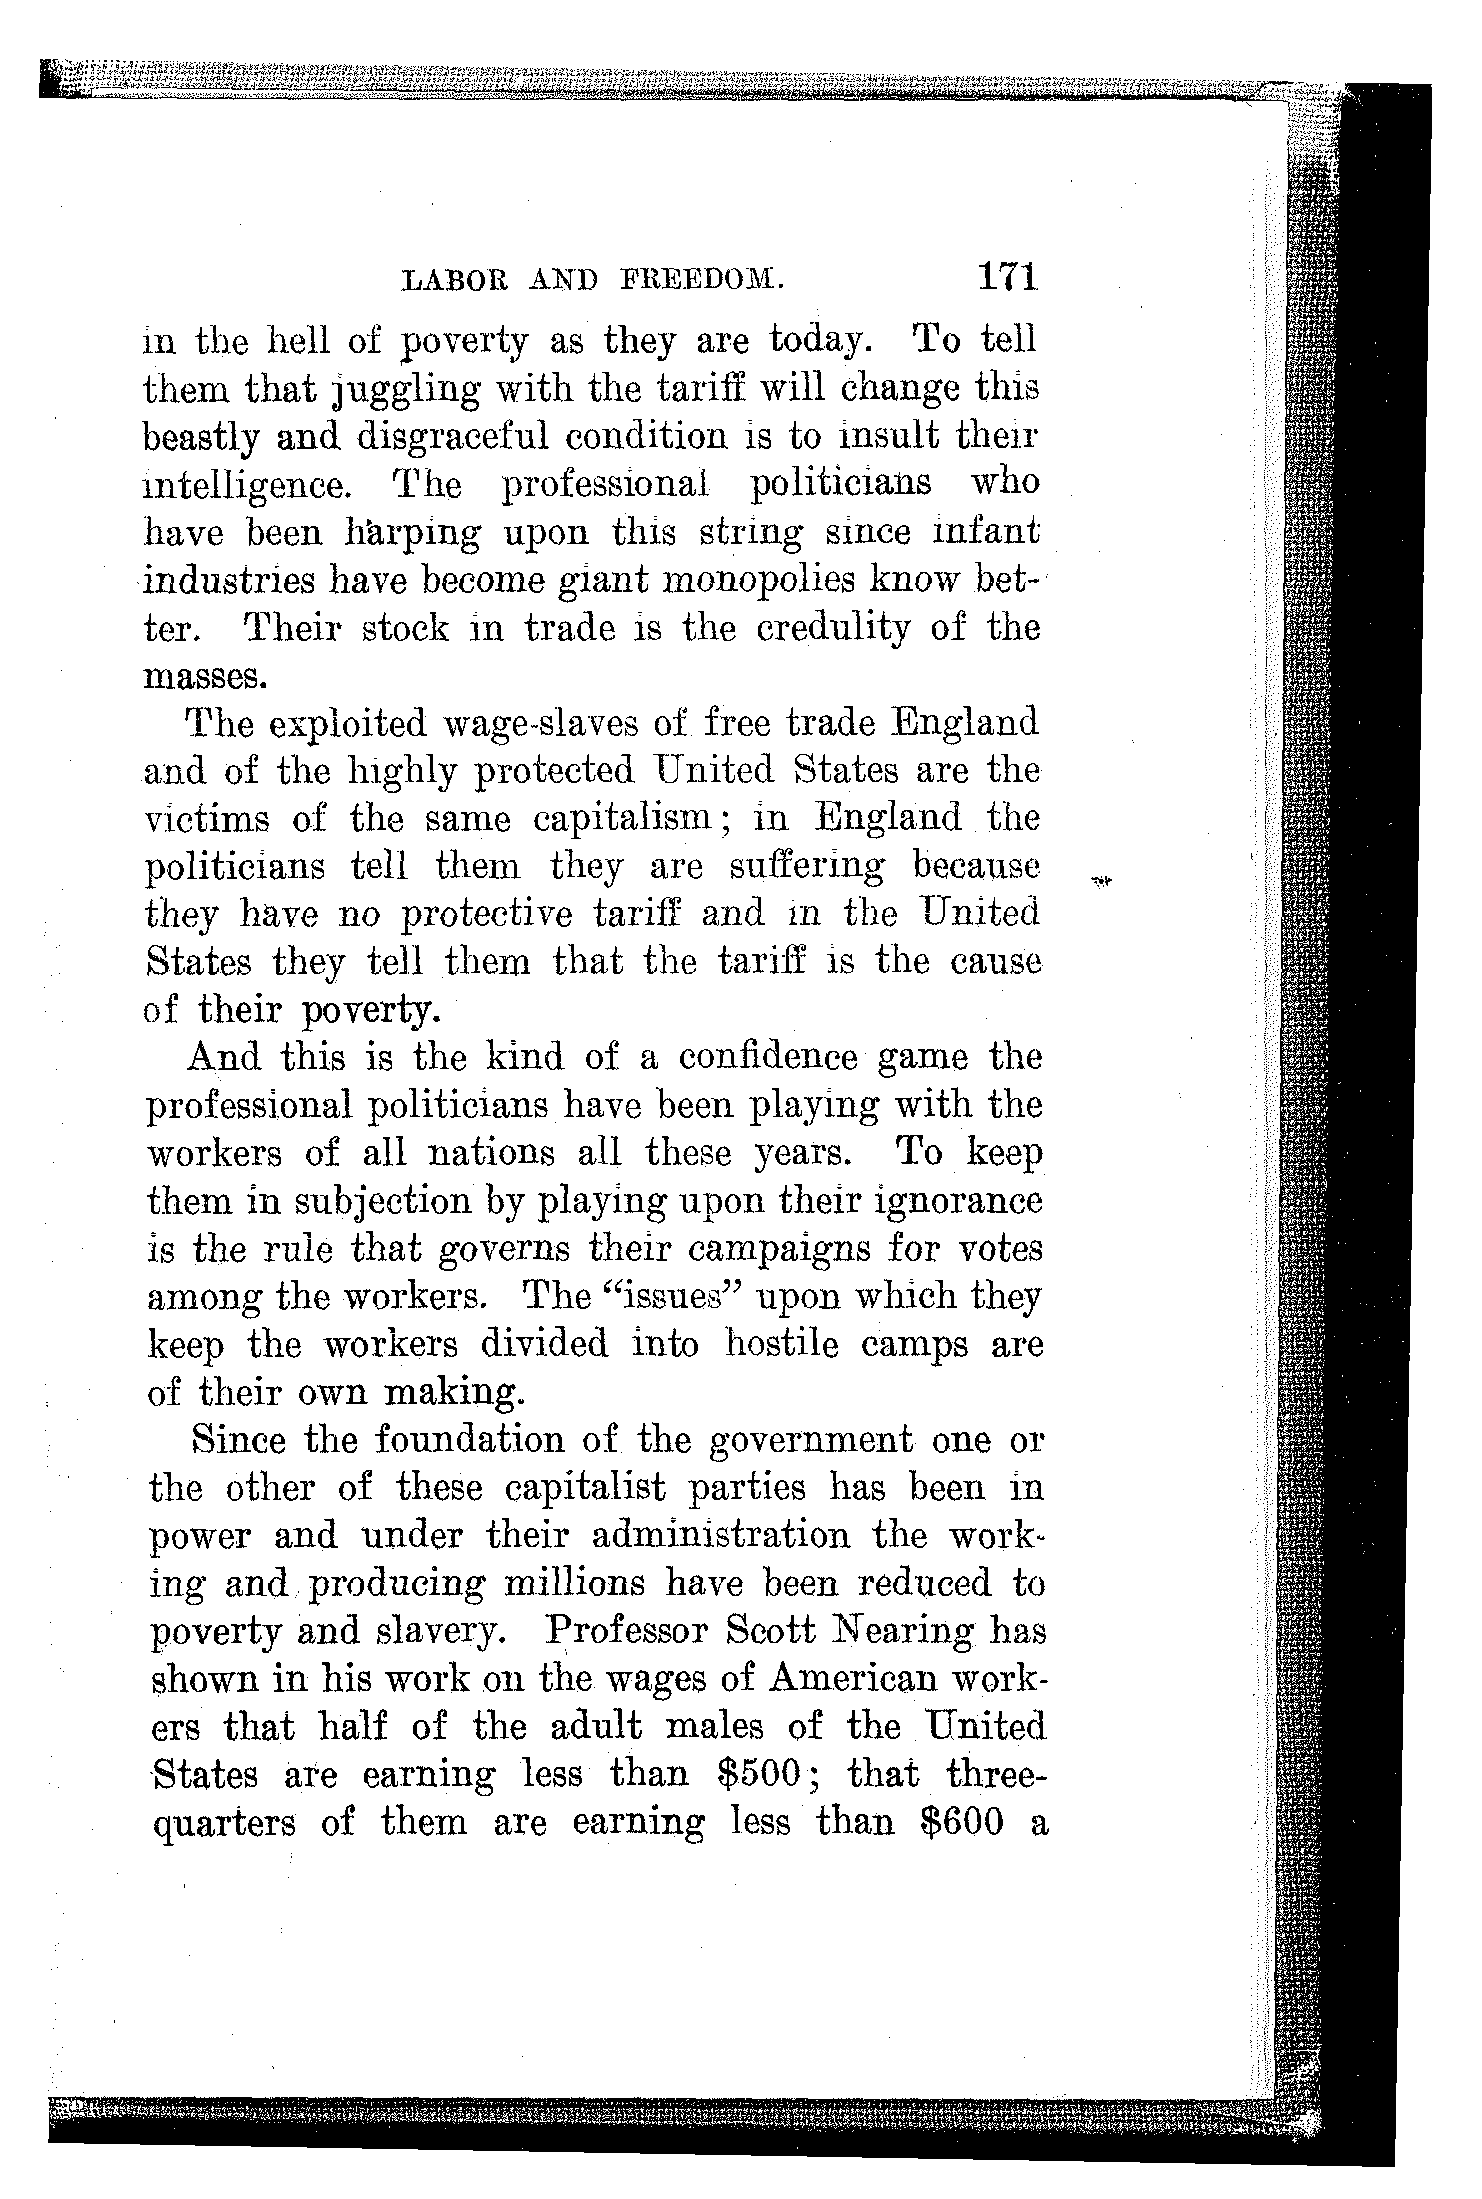 LABOR AND FREEDOM. 171
in the hell of poverty as they are today. To tell
them that juggling with the tariff will change this
beastly and disgraceful condition is to insult their
intelligence. The professional politicians who
have been harping upon this string since infant
industries have become giant monopolies know bet-
ter. Their stock in trade is the credulity of the
masses.
The exploited wage-slaves of free trade England
and of the highly protected United States are the
victims of the same capitalism; in England the
politicians tell them they are suffering because
they have no protective tariff and in the United
States they tell them that the tariff is the cause
of their poverty.
And this is the kind of a confidence game the
professional politicians have been playing with the
workers of all nations all these years. To keep
them in subjection by playing upon their ignorance
is the rule that governs their campaigns for votes
among the workers. The “issues” upon which they
keep the workers divided into hostile camps are
of their own making.
Since the foundation of the government one or
the other of these capitalist parties has been in
power and under their administration the work-
ing and producing millions have been reduced to
poverty and slavery. Professor Scott Nearing has
shown in his work on the wages of American work-
ers that half of the adult males of the United
States are earning less than $500; that three-
quarters of them are earning less than $600 a